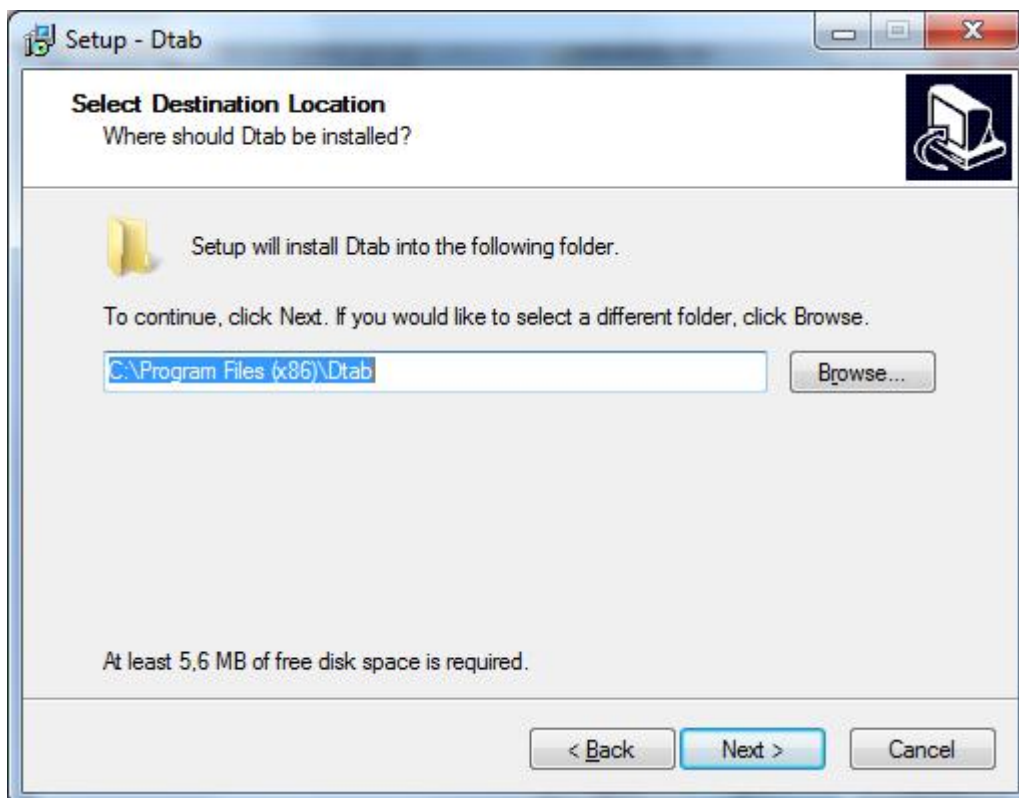 Setup - Dtab
Select Destination Location
Where should Dtab be installed?
Setup will install Dtab into the following folder.
To continue, click Next. If you would like to select a different folder, click Browse.
C:\Program Files (x86)\Dtab
Browse...
At least 5,6 MB of free disk space is required.
< Back
Next >
Cancel